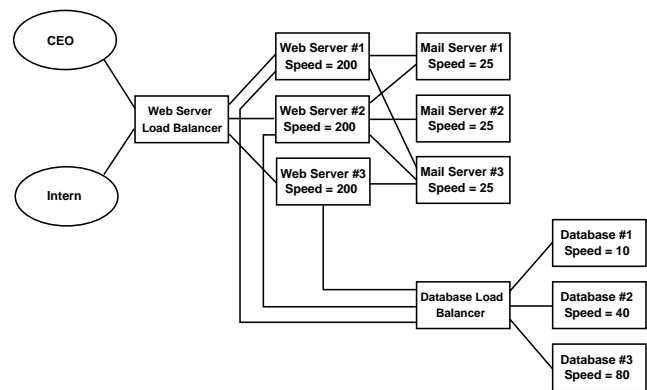 CEO
Web Server #1
Speed = 200
Mail Server #1
Speed = 25
Web Server
Load Balancer
Web Server #2
Speed = 200
Mail Server #2
Speed = 25
Intern
Web Server #3
Speed = 200
Mail Server #3
Speed = 25
Database #1
Speed = 10
Database Load
Balancer
Database #2
Speed = 40
Database #3
Speed = 80